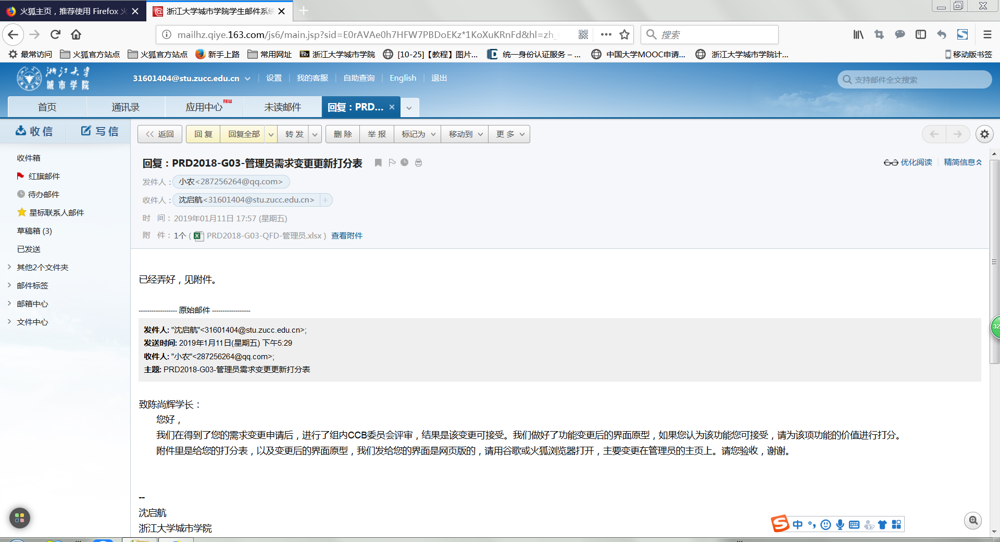 火狐主页，推荐使用 Firefox 火
浙江大学城市学院学生邮件系统
mailhz.qiye.163.com/js6/main.jsp?sid=E0rAVAe0h7HFW7PBDoEKz*1KoXuKRnFd&hl=zh_
搜索
最常访问 火狐官方站点 火狐官方站点 新手上路 常用网址 Bb 浙江大学城市学院 [10-25]【教程】图片... 统一身份认证服务 – ... 中国大学MOOC申请... 浙江大学城市学院计... 移动版书签
浙江大学
城市学院
31601404@stu.zucc.edu.cn 设置 我的客服 自助查询 English 退出
支持邮件全文搜索
首页 通讯录 应用中心 NEW 未读邮件 回复：PRD...
收信 写信
<< 返回 回 复 回复全部 转 发 删 除 举 报 标记为 移动到 更 多
收件箱
红旗邮件
待办邮件
星标联系人邮件
草稿箱 (3)
已发送
其他2个文件夹
邮件标签
邮箱中心
文件中心
回复：PRD2018-G03-管理员需求变更更新打分表
优化阅读 精简信息
发件人：小农<287256264@qq.com>
收件人：沈启航<31601404@stu.zucc.edu.cn> +
时 间：2019年01月11日 17:57 (星期五)
附 件：1个 ( PRD2018-G03-QFD-管理员.xlsx ) 查看附件
已经弄好，见附件。
------------------ 原始邮件 ------------------
发件人: "沈启航"<31601404@stu.zucc.edu.cn>;
发送时间: 2019年1月11日(星期五) 下午5:29
收件人: "小农"<287256264@qq.com>;
主题: PRD2018-G03-管理员需求变更更新打分表
致陈尚辉学长：
您好，
我们在得到了您的需求变更申请后，进行了组内CCB委员会评审，结果是该变更可接受。我们做好了功能变更后的界面原型，如果您认为该功能您可接受，请为该项功能的价值进行打分。
附件里是给您的打分表，以及变更后的界面原型，我们发给您的界面是网页版的，请用谷歌或火狐浏览器打开，主要变更在管理员的主页上。请您验收，谢谢。
--
沈启航
浙江大学城市学院
中
32